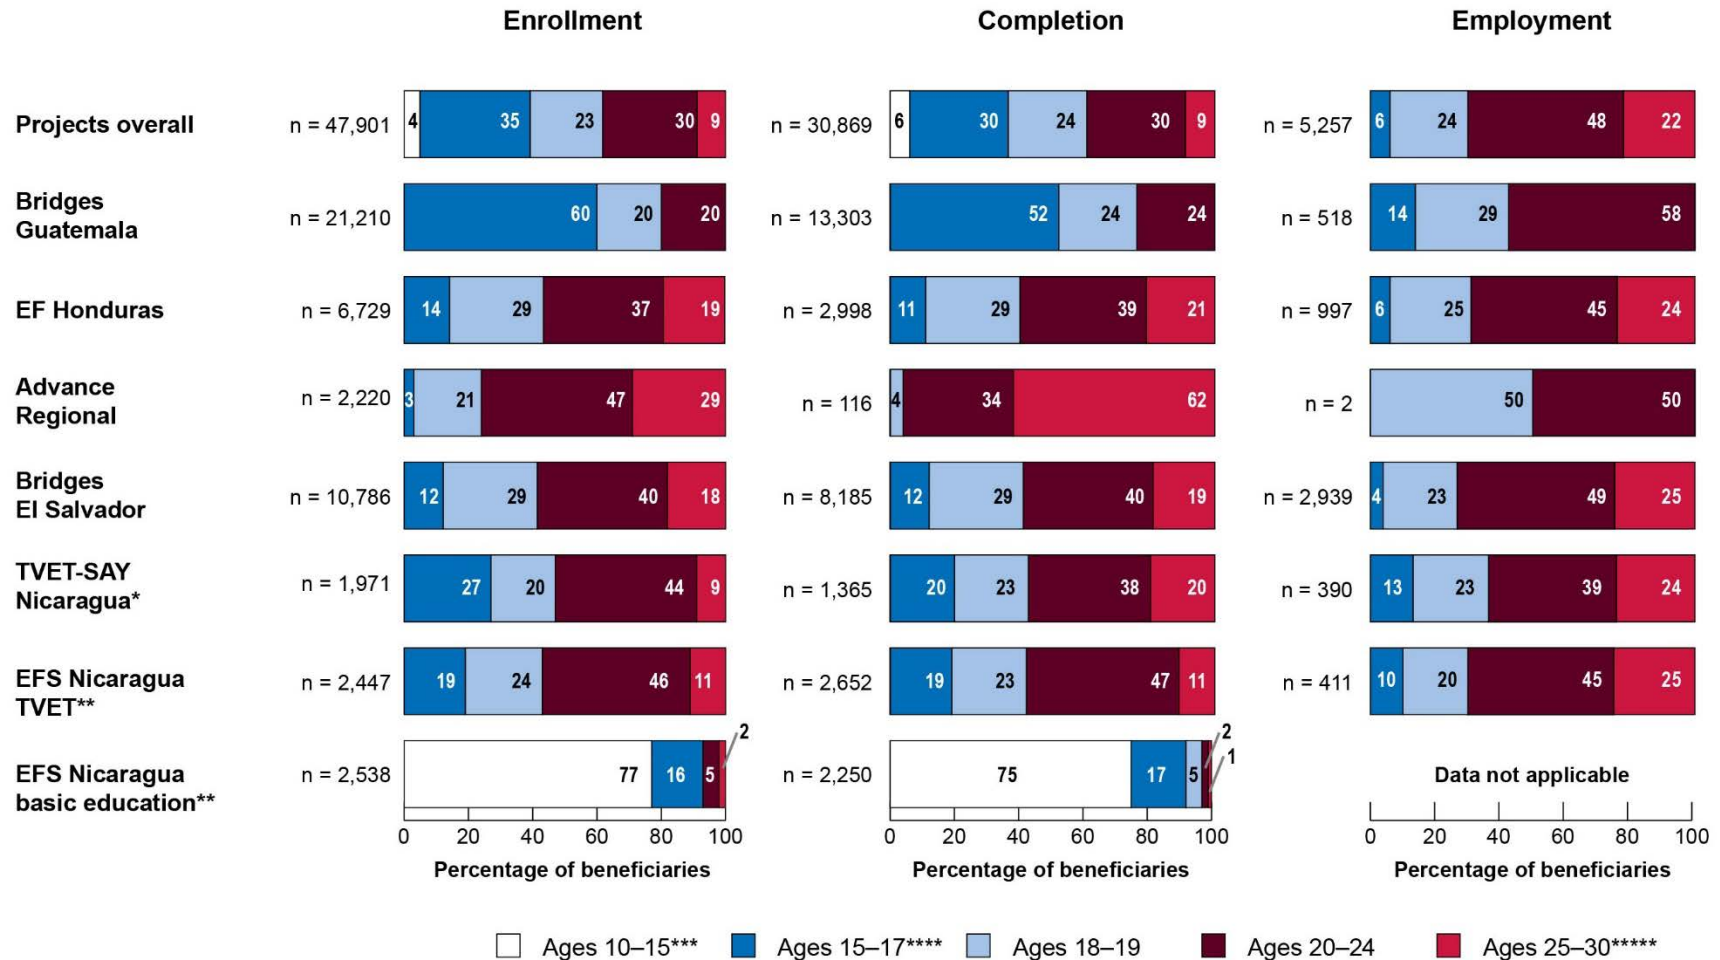 Enrollment Completion Employment
Projects overall n = 47,901 4 35 23 30 9 n = 30,869 6 30 24 30 9 n = 5,257 6 24 48 22
Bridges
Guatemala n = 21,210 60 20 20 n = 13,303 52 24 24 n = 518 14 29 58
EF Honduras n = 6,729 14 29 37 19 n = 2,998 11 29 39 21 n = 997 6 25 45 24
Advance
Regional n = 2,220 3 21 47 29 n = 116 4 34 62 n = 2 50 50
Bridges
El Salvador n = 10,786 12 29 40 18 n = 8,185 12 29 40 19 n = 2,939 4 23 49 25
TVET-SAY
Nicaragua* n = 1,971 27 20 44 9 n = 1,365 20 23 38 20 n = 390 13 23 39 24
EFS Nicaragua
TVET** n = 2,447 19 24 46 11 n = 2,652 19 23 47 11 n = 411 10 20 45 25
EFS Nicaragua
basic education** n = 2,538 77 16 5 2 n = 2,250 75 17 5 2 1 Data not applicable
0 20 40 60 80 100 0 20 40 60 80 100 0 20 40 60 80 100
Percentage of beneficiaries Percentage of beneficiaries Percentage of beneficiaries
Ages 10–15*** Ages 15–17**** Ages 18–19 Ages 20–24 Ages 25–30*****